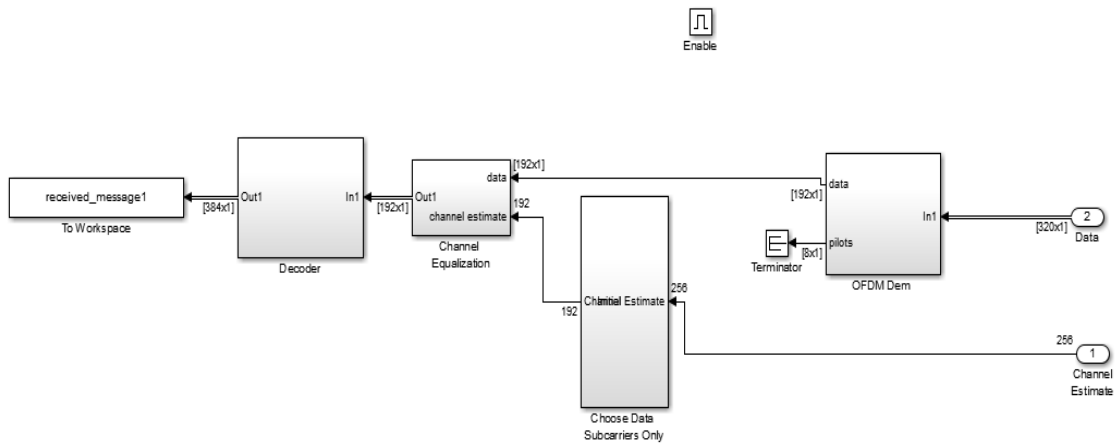 Enable
[192x1]
data
data
[192x1]
received_message1
Out1
In1
Out1
192
In1
2
[384x1]
[192x1]
channel estimate
[320x1]
To Workspace
Data
Channel
Equalization
pilots
[8x1]
Terminator
Decoder
OFDM Dem
256
Initial Estimate
192
256
1
Channel
Estimate
Choose Data
Subcarriers Only